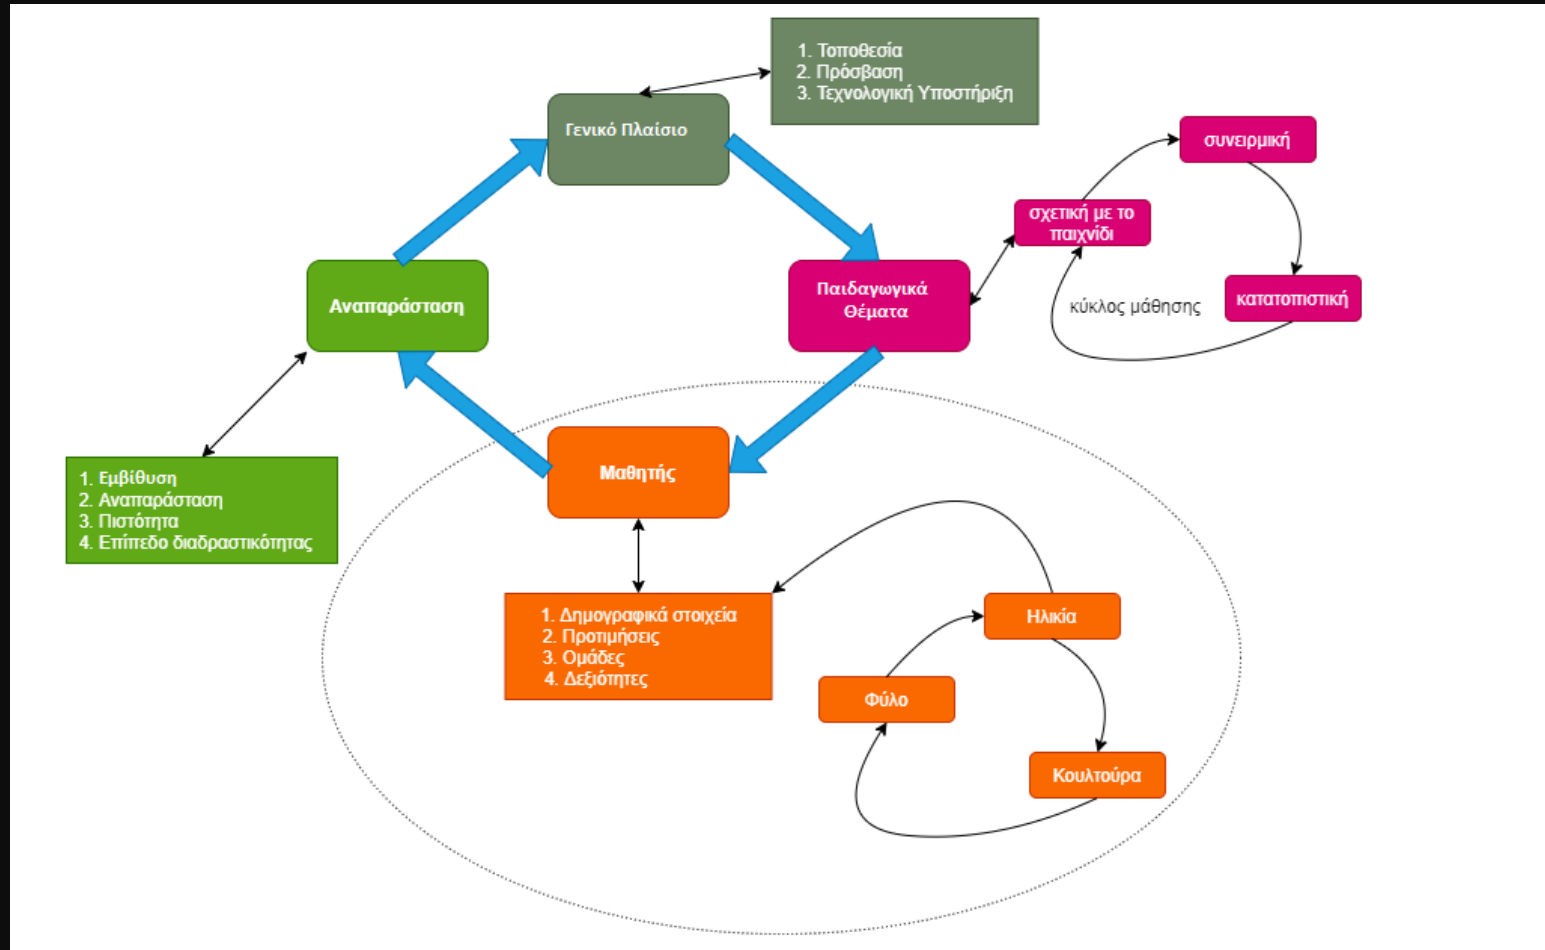 1. Τοποθεσία
2. Πρόσβαση
3. Τεχνολογική Υποστήριξη
Γενικό Πλαίσιο
συνειρμική
σχετική με το
παιχνίδι
κατατοπιστική
κύκλος μάθησης
Παιδαγωγικά
Θέματα
Αναπαράσταση
1. Εμβίθυση
2. Αναπαράσταση
3. Πιστότητα
4. Επίπεδο διαδραστικότητας
Μαθητής
1. Δημογραφικά στοιχεία
2. Προτιμήσεις
3. Ομάδες
4. Δεξιότητες
Ηλικία
Φύλο
Κουλτούρα